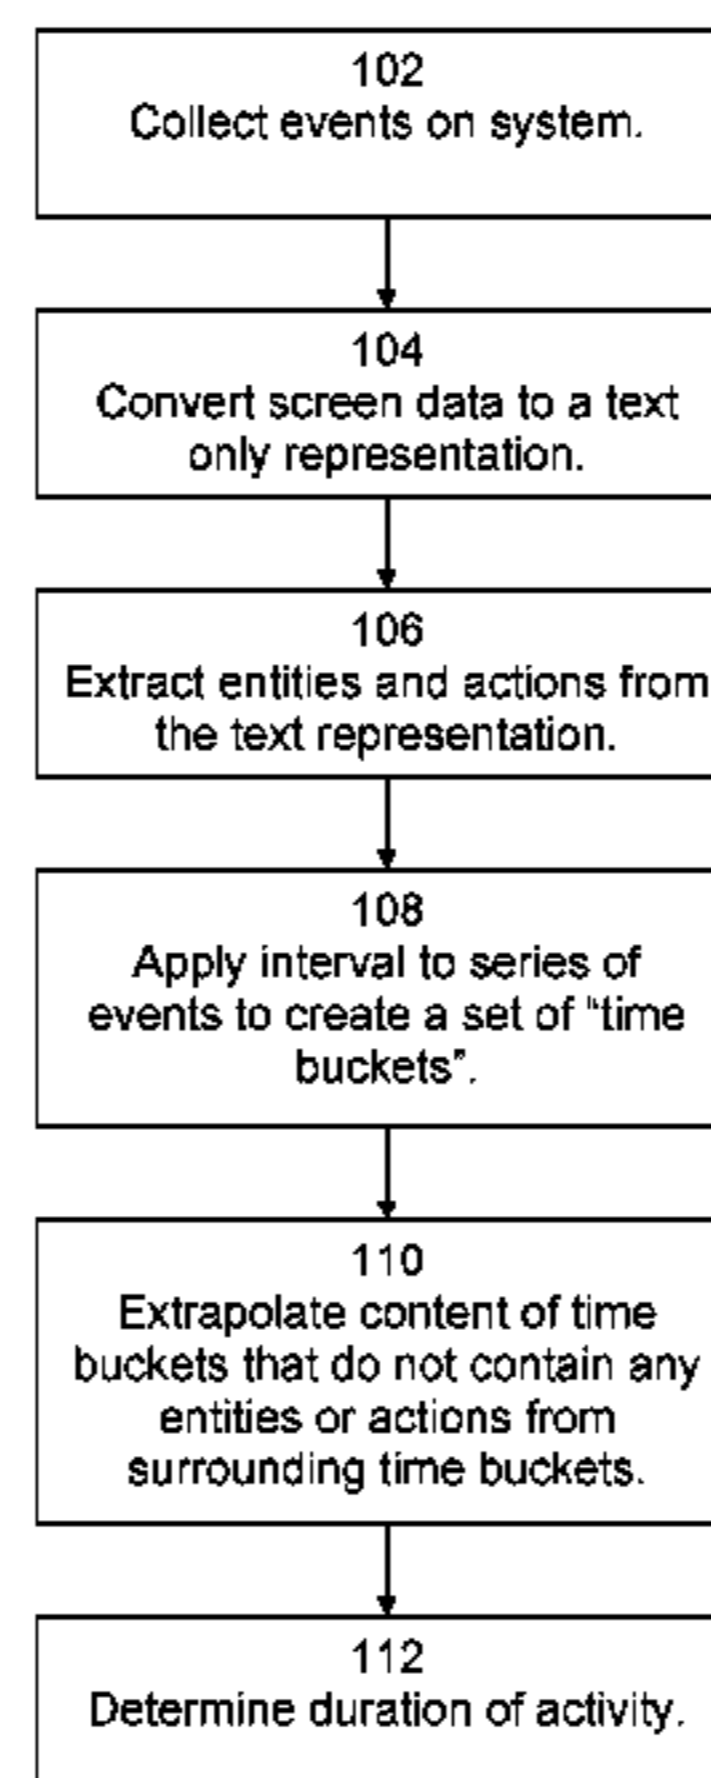 102
Collect events on system.
104
Convert screen data to a text
only representation.
106
Extract entities and actions from
the text representation.
108
Apply interval to series of
events to create a set of “time
buckets”.
110
Extrapolate content of time
buckets that do not contain any
entities or actions from
surrounding time buckets.
112
Determine duration of activity.